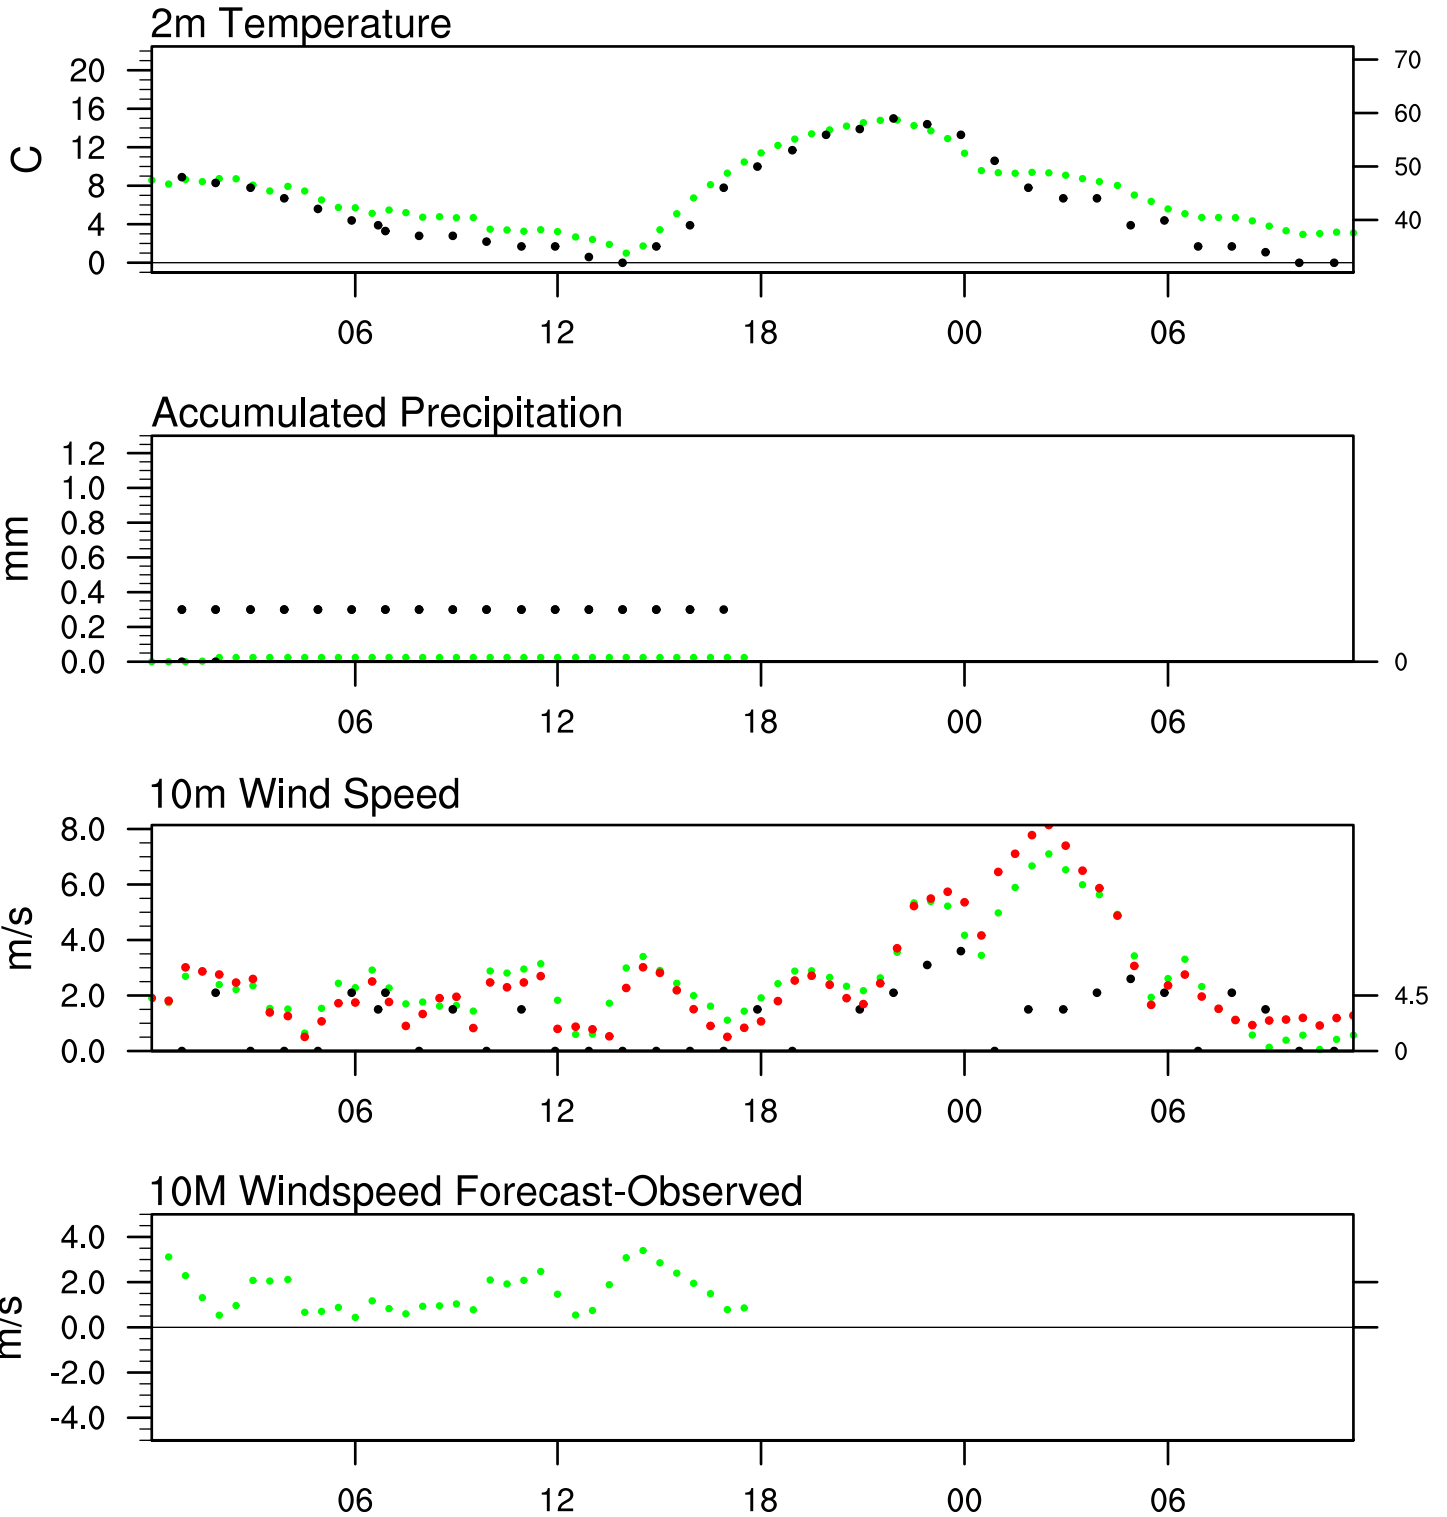 2m Temperature
20
16
12
8
4
0
C
70
60
50
40
06 12 18 00 06
Accumulated Precipitation
1.2
1.0
0.8
0.6
0.4
0.2
0.0
mm
0
06 12 18 00 06
10m Wind Speed
8.0
6.0
4.0
2.0
0.0
m/s
4.5
0
06 12 18 00 06
10M Windspeed Forecast-Observed
4.0
2.0
0.0
-2.0
-4.0
m/s
06 12 18 00 06